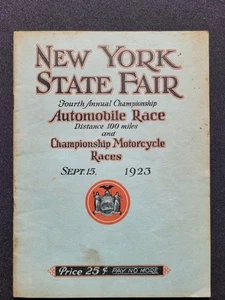 NEW YORK
STATE FAIR
Fourth Annual Championship
Automobile Race
Distance 100 miles
and
Championship Motorcycle
Races
SEPT. 15, 1923
Price 25¢ PAY NO MORE